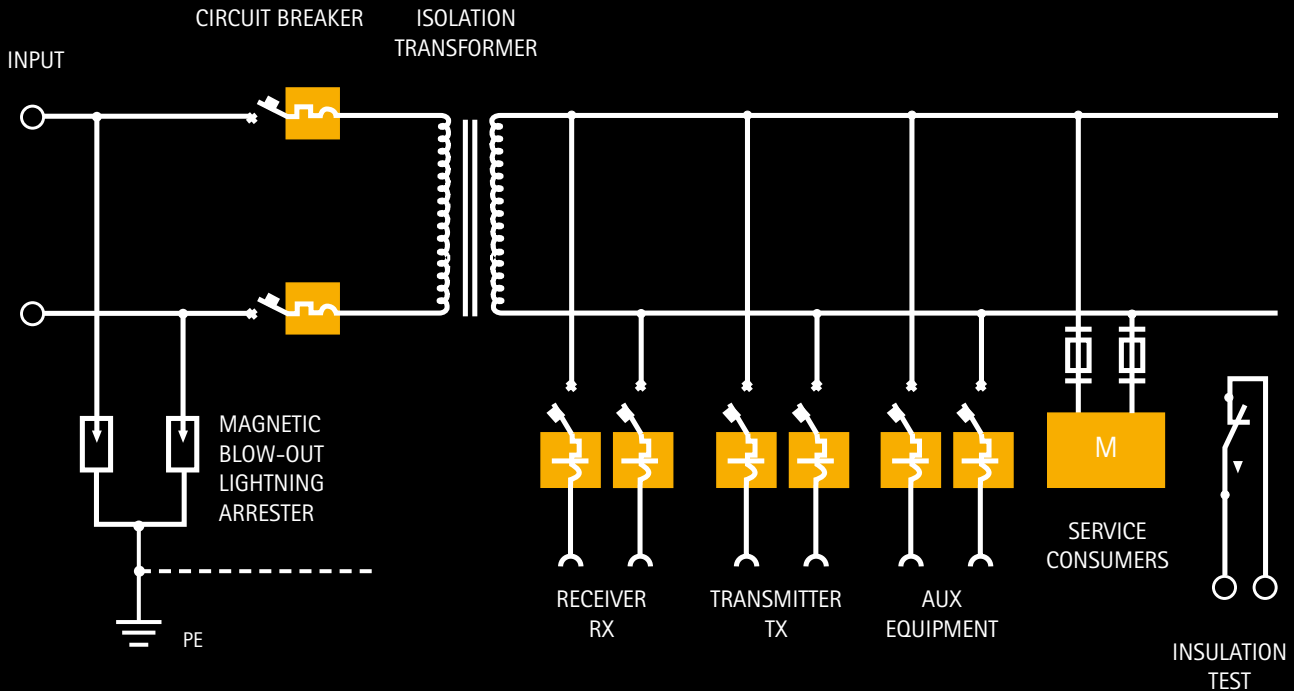 CIRCUIT BREAKER
ISOLATION
TRANSFORMER
INPUT
MAGNETIC
BLOW-OUT
LIGHTNING
ARRESTER
M
SERVICE
CONSUMERS
RECEIVER
RX
TRANSMITTER
TX
AUX
EQUIPMENT
PE
INSULATION
TEST